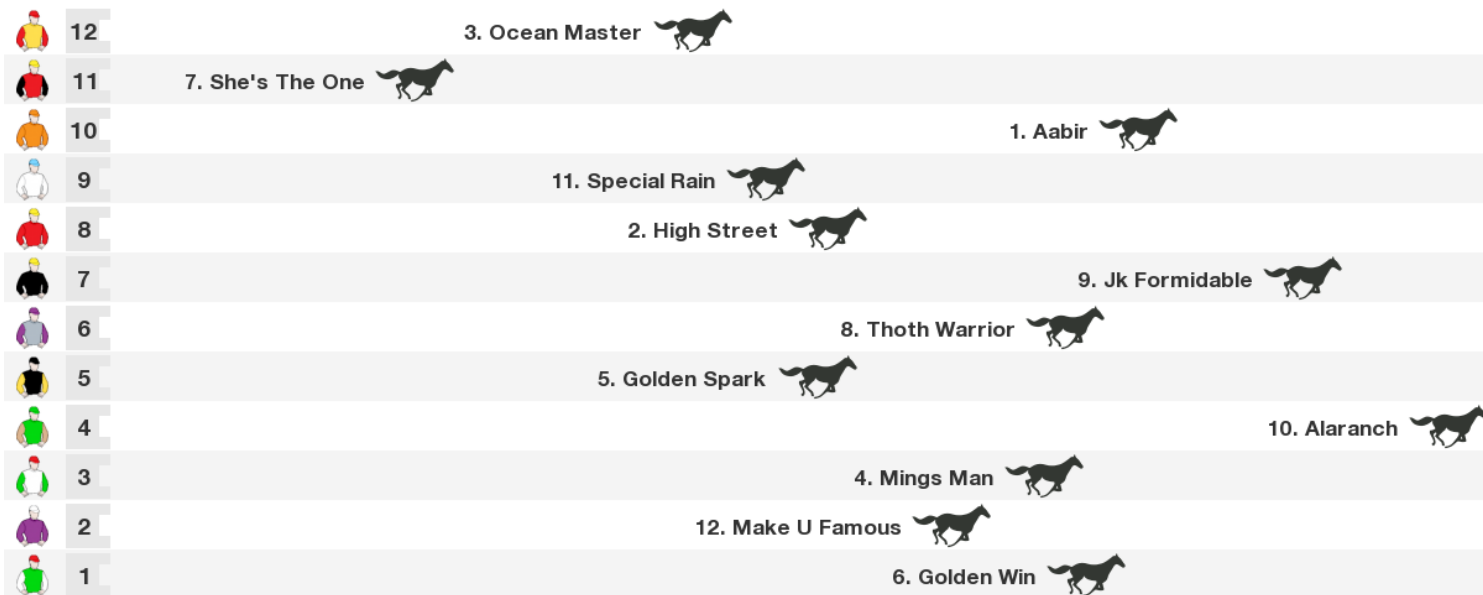 12 3. Ocean Master
11 7. She's The One
10 1. Aabir
9 11. Special Rain
8 2. High Street
7 9. Jk Formidable
6 8. Thoth Warrior
5 5. Golden Spark
4 10. Alaranch
3 4. Mings Man
2 12. Make U Famous
1 6. Golden Win